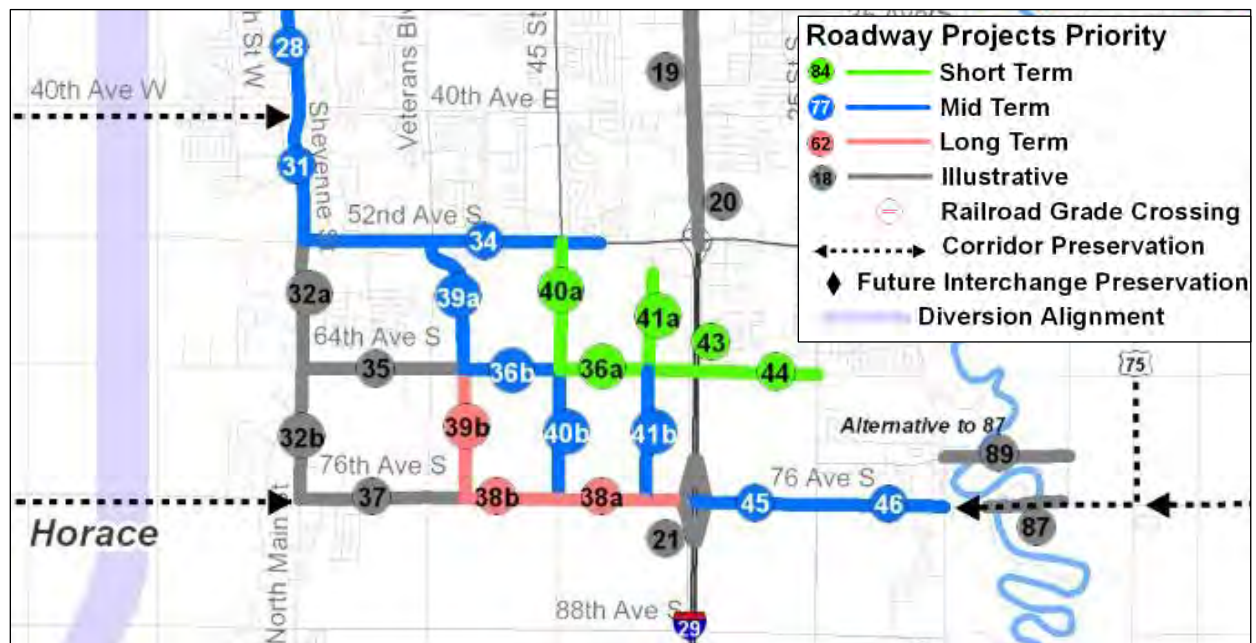 Roadway Projects Priority
84 Short Term
77 Mid Term
62 Long Term
18 Illustrative
Railroad Grade Crossing
Corridor Preservation
Future Interchange Preservation
Diversion Alignment
28
h St W
Veterans Blv
45 St
19
40th Ave W
40th Ave E
Sheyenne
31
20
52nd Ave S
34
32a
39a
40a
41a
64th Ave S
43
35
36b
36a
44
75
32b
39b
40b
41b
Alternative to 87
89
76th Ave S
76 Ave S
37
38b
38a
45
46
87
Horace
21
North Main
88th Ave S
29